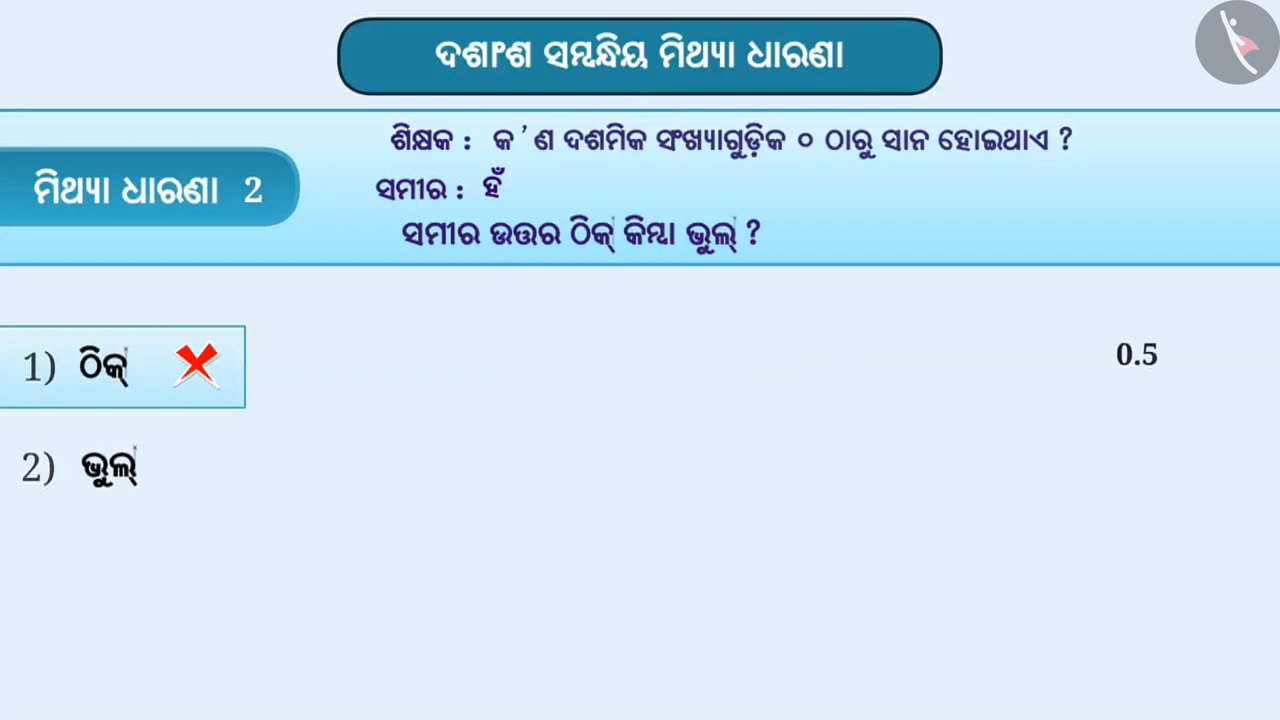 ଦଶାଂଶ ସମ୍ବନ୍ଧିୟ ମିଥ୍ୟା ଧାରଣା
ଶିକ୍ଷକ : କ'ଣ ଦଶମିକ ସଂଖ୍ୟାଗୁଡ଼ିକ ୦ ଠାରୁ ସାନ ହୋଇଥାଏ ?
ମିଥ୍ୟା ଧାରଣା 2
ସମୀର : ହଁ
ସମୀର ଉତ୍ତର ଠିକ୍ କିମ୍ବା ଭୁଲ୍ ?
1) ଠିକ୍
0.5
2) ଭୁଲ୍